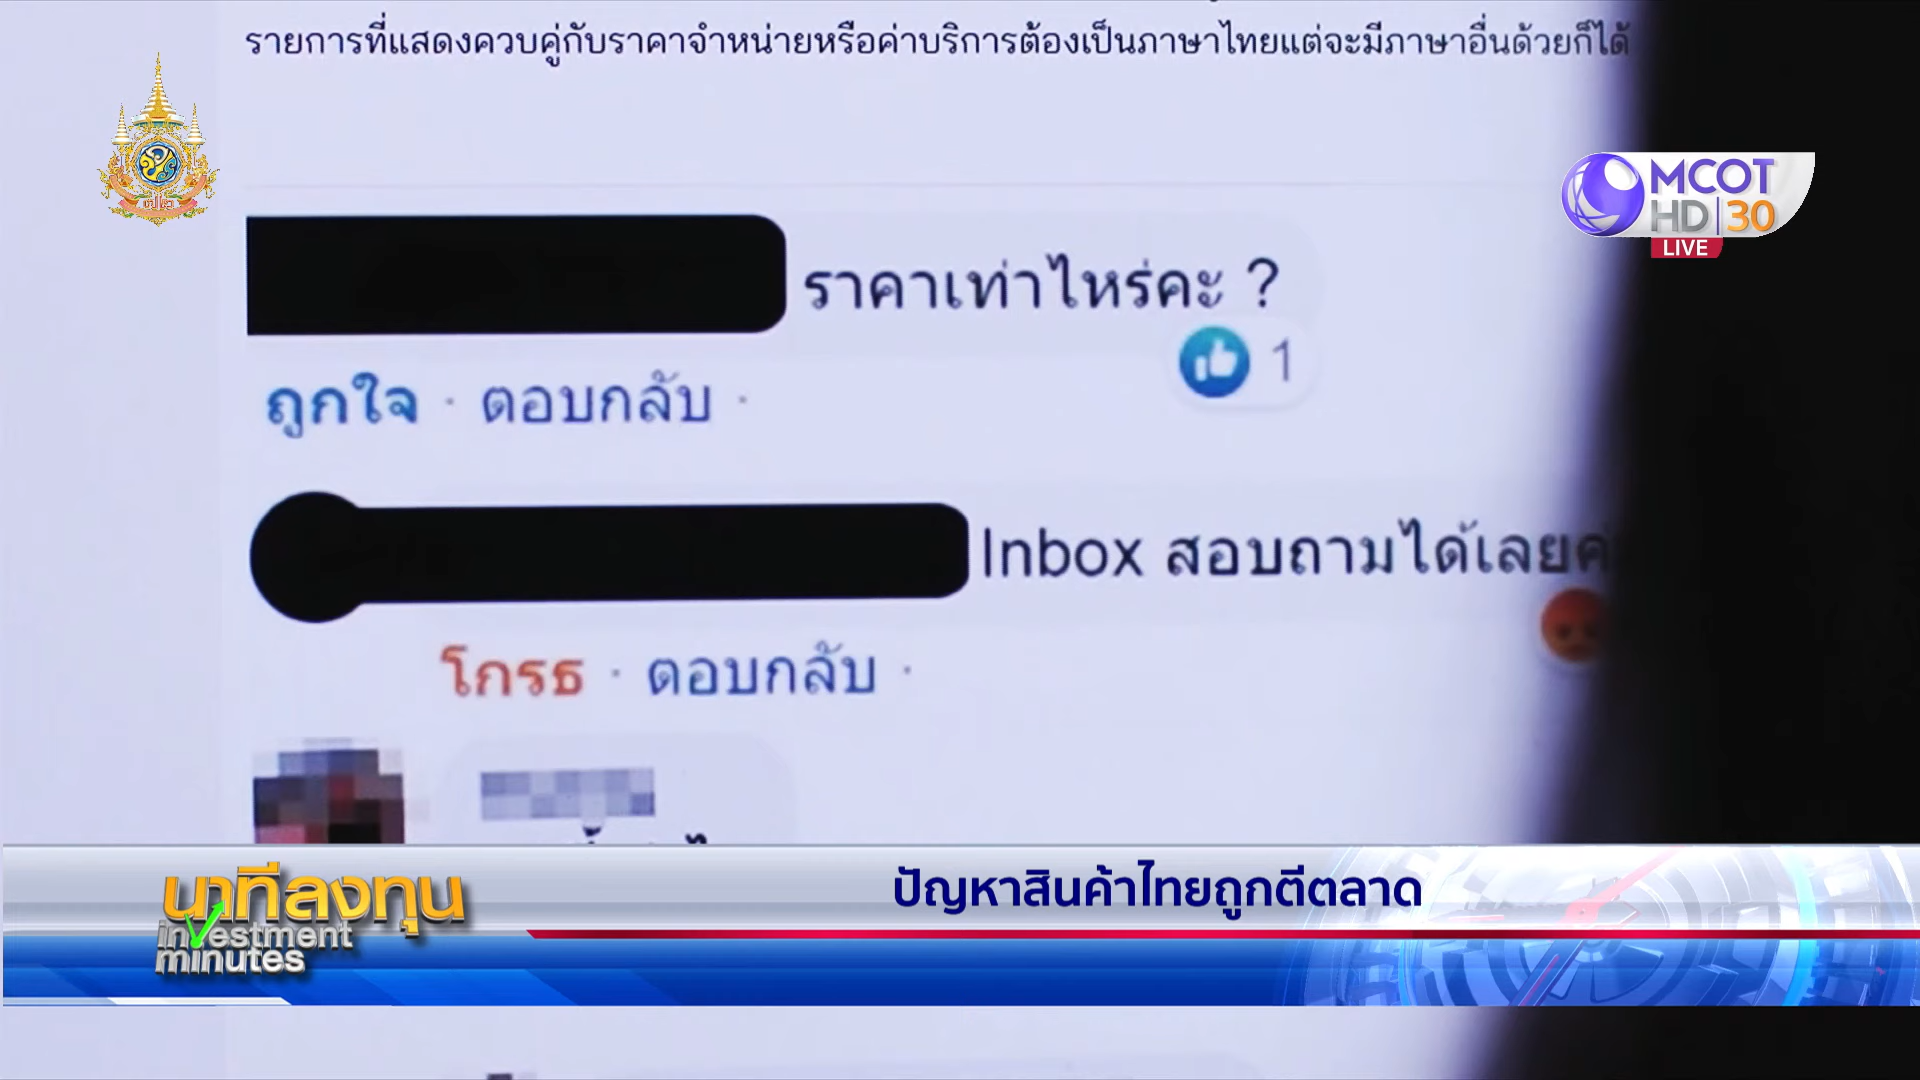 รายการที่แสดงควบคู่กับราคาจำหน่ายหรือค่าบริการต้องเป็นภาษาไทยแต่จะมีภาษาอื่นด้วยก็ได้
MCOT
HD 30
LIVE
ราคาเท่าไหร่คะ ?
1
ถูกใจ · ตอบกลับ ·
Inbox สอบถามได้เลย
โกรธ · ตอบกลับ ·
นาทีลงทุน
investment
minutes
ปัญหาสินค้าไทยถูกตีตลาด